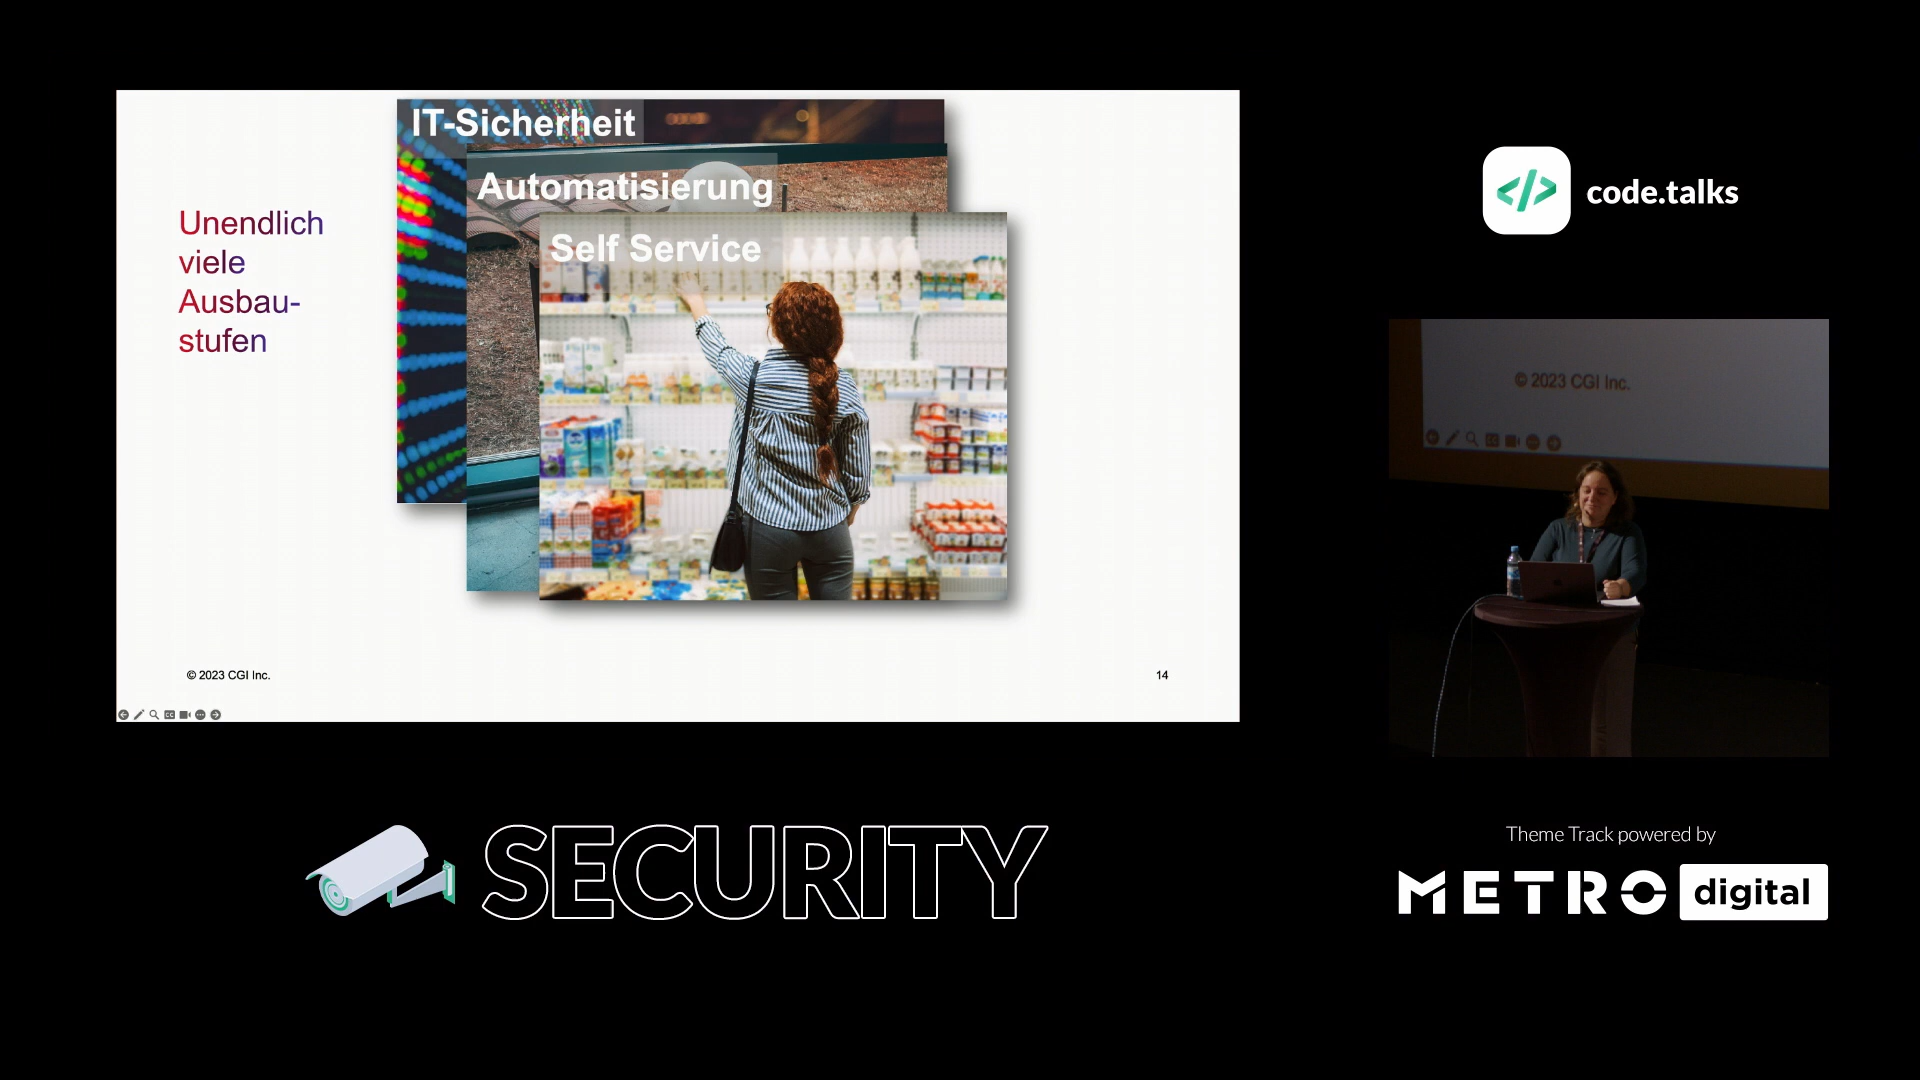 IT-Sicherheit
Automatisierung
Self Service
Unendlich
viele
Ausbau-
stufen
© 2023 CGI Inc.
14
code.talks
© 2023 CGI Inc.
SECURITY
Theme Track powered by
METRO digital